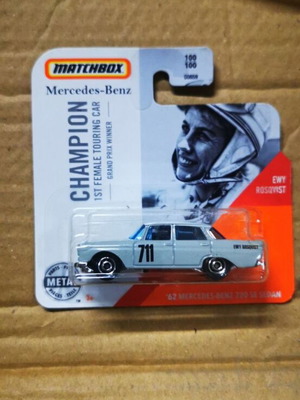 MATCHBOX
Mercedes-Benz
CHAMPION
1ST FEMALE TOURING CAR
GRAND PRIX WINNER
100
100
EWY
ROSQVIST
711
EWY ROSQVIST
METAL
'62 MERCEDES-BENZ 220 SE SEDAN